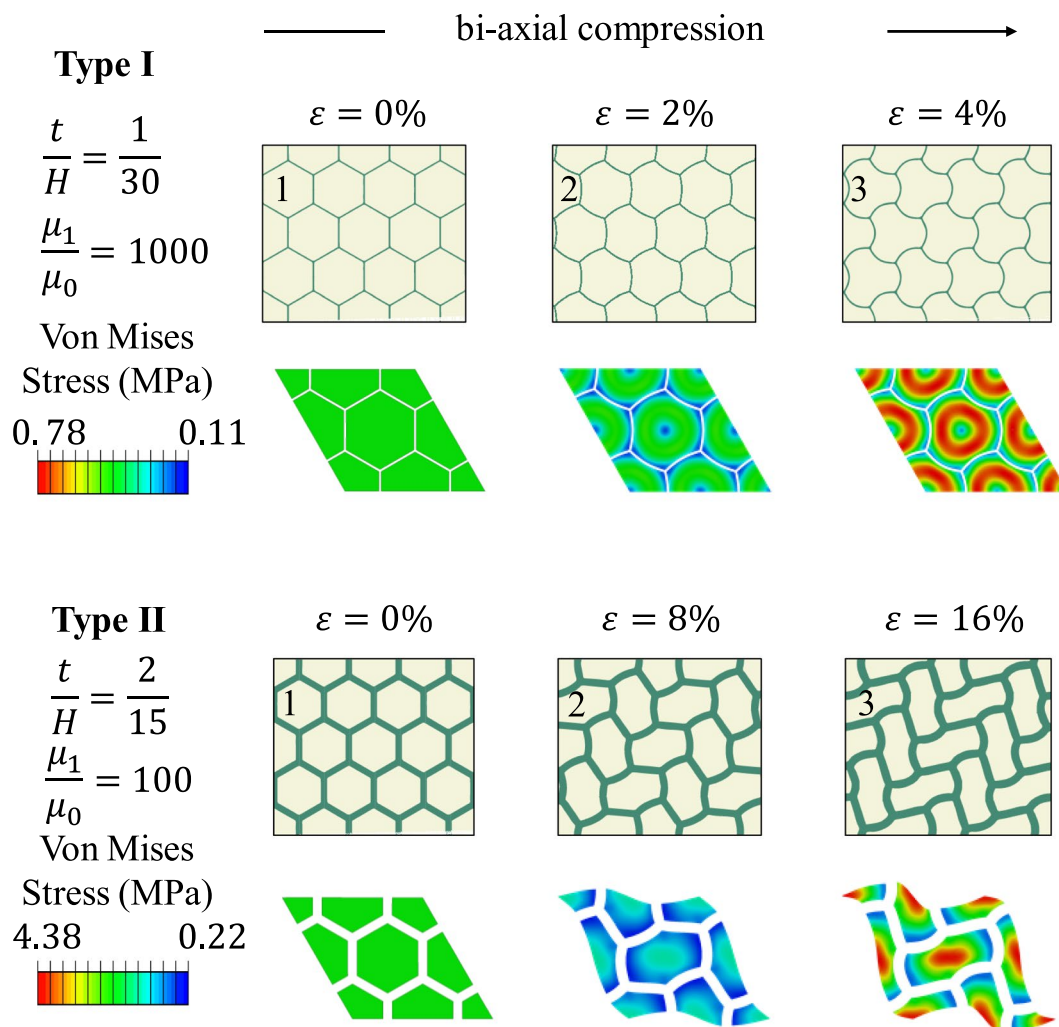 bi-axial compression
Type I
t/H = 1/30
μ₁/μ₀ = 1000
Von Mises
Stress (MPa)
0.78 0.11
ε = 0% ε = 2% ε = 4%
1 2 3
Type II
t/H = 2/15
μ₁/μ₀ = 100
Von Mises
Stress (MPa)
4.38 0.22
ε = 0% ε = 8% ε = 16%
1 2 3